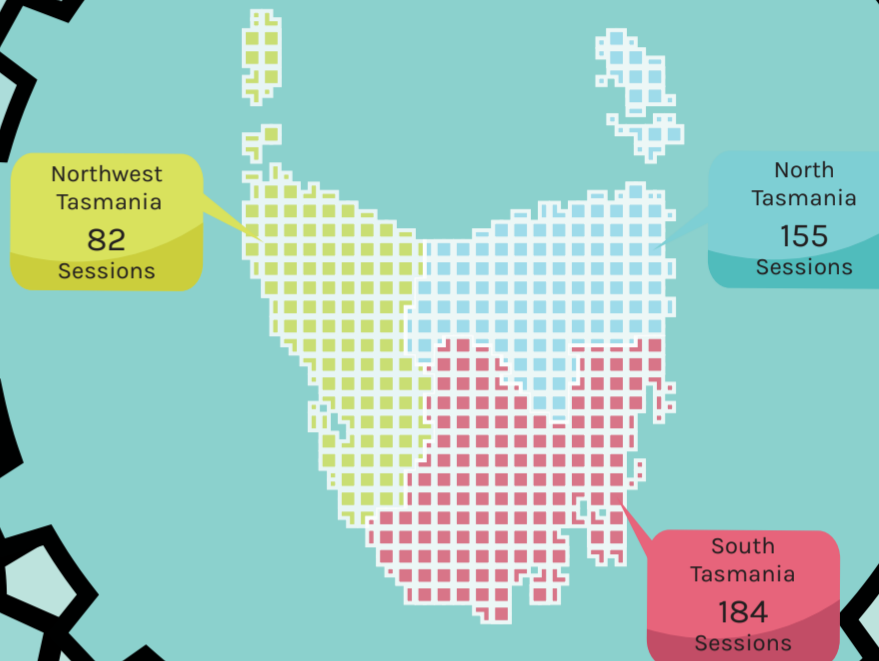 Northwest
Tasmania
82
Sessions
North
Tasmania
155
Sessions
South
Tasmania
184
Sessions